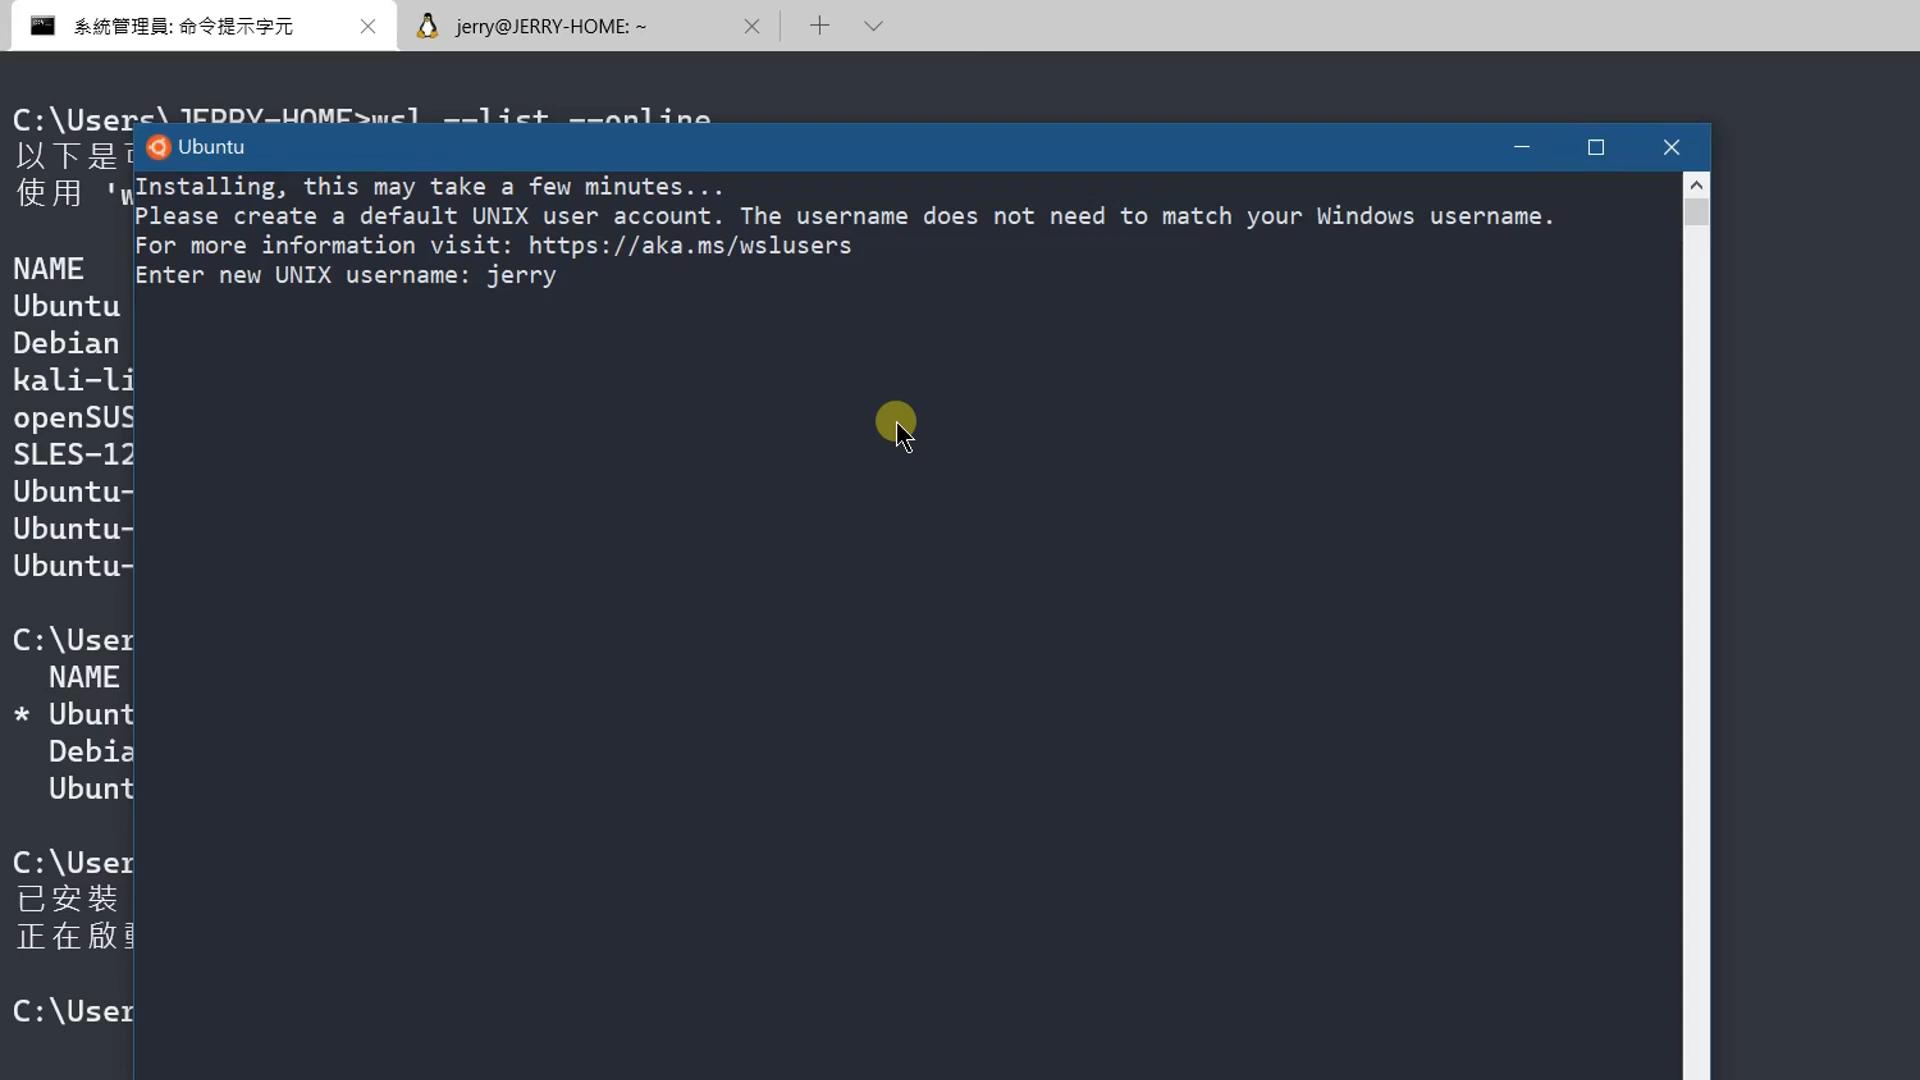 系統管理員: 命令提示字元
jerry@JERRY-HOME: ~
C:\Users\JERRY-HOME>wsl --list --online
以下是
使用 'w
NAME
Ubuntu
Debian
kali-li
openSUS
SLES-12
Ubuntu-
Ubuntu-
Ubuntu-
C:\User
NAME
* Ubunt
Debia
Ubunt
C:\User
已安裝
正在啟
C:\User
Ubuntu
Installing, this may take a few minutes...
Please create a default UNIX user account. The username does not need to match your Windows username.
For more information visit: https://aka.ms/wslusers
Enter new UNIX username: jerry